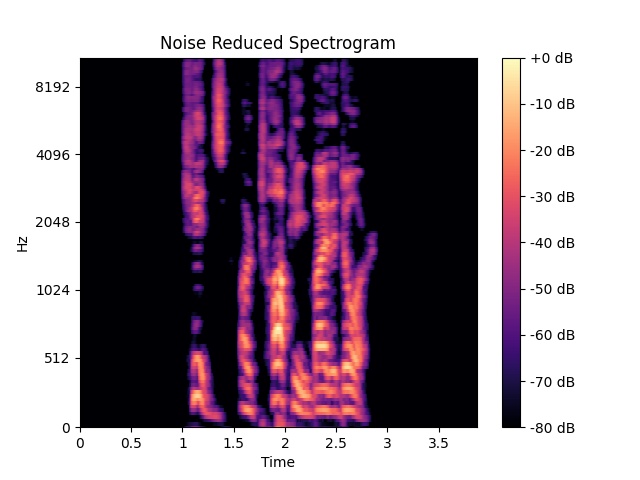 Noise Reduced Spectrogram
Hz
8192
4096
2048
1024
512
0
0 0.5 1 1.5 2 2.5 3 3.5
Time
+0 dB
-10 dB
-20 dB
-30 dB
-40 dB
-50 dB
-60 dB
-70 dB
-80 dB